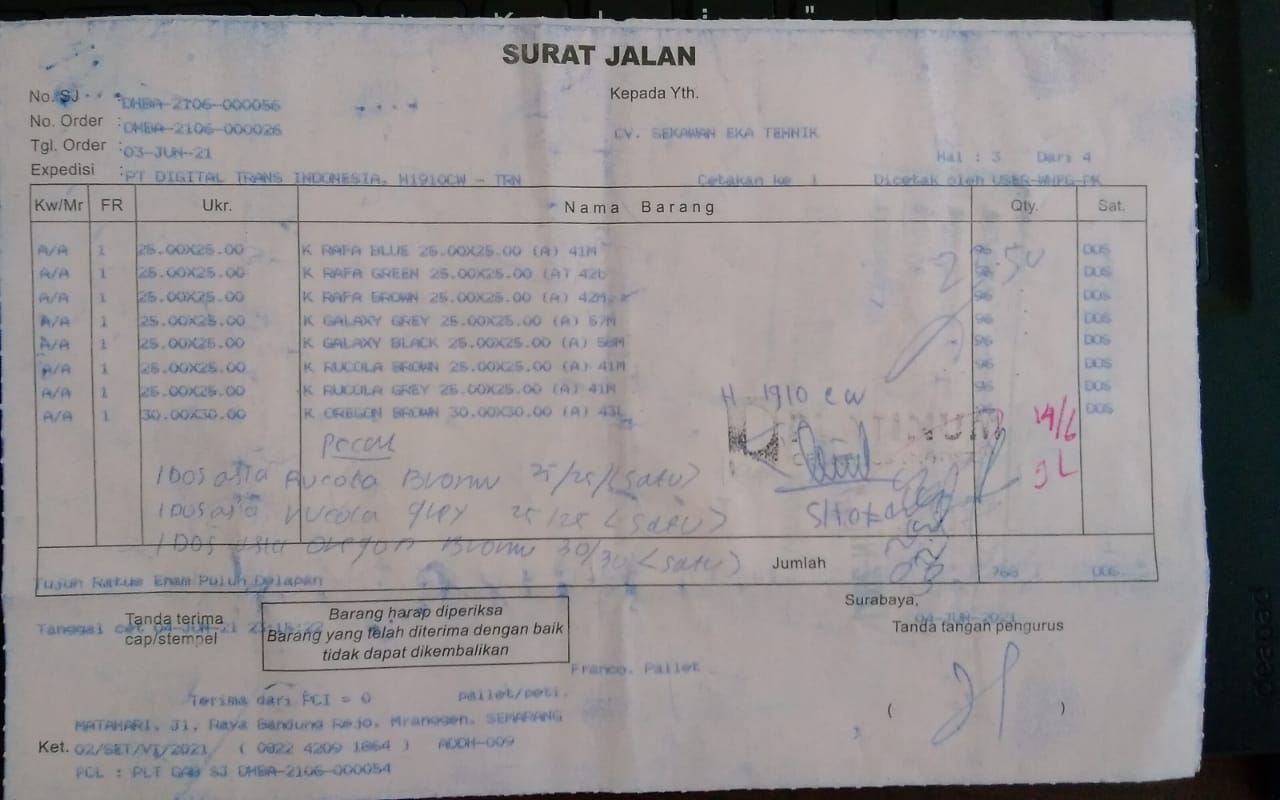 SURAT JALAN
No. SJ : DMBA-2106-000056
Kepada Yth.
No. Order : DMBA-2106-000026
CV. SEKAWAN EKA TEHNIK
Tgl. Order : 03-JUN-21
Hal : 3 Dari 4
Expedisi : PT DIGITAL TRANS INDONESIA, H1910CW - TRN
Cetakan ke 1 Dicetak oleh USER-WNPG-PK
Kw/Mr FR Ukr. Nama Barang Qty. Sat.
A/A 1 25.00X25.00 K RAFA BLUE 25.00X25.00 (A) 41M 96 DOS
A/A 1 25.00X25.00 K RAFA GREEN 25.00X25.00 (A) 42L 96 DOS
A/A 1 25.00X25.00 K RAFA BROWN 25.00X25.00 (A) 42M 96 DOS
A/A 1 25.00X25.00 K GALAXY GREY 25.00X25.00 (A) 57M 96 DOS
A/A 1 25.00X25.00 K GALAXY BLACK 25.00X25.00 (A) 56M 96 DOS
A/A 1 25.00X25.00 K RUCOLA BROWN 25.00X25.00 (A) 41M 96 DOS
A/A 1 25.00X25.00 K RUCOLA GREY 25.00X25.00 (A) 41M 96 DOS
A/A 1 30.00X30.00 K OREGON BROWN 30.00X30.00 (A) 43L 96 DOS
H 1910 CW
14/6
Pecah
1 DOS asia Rucola Brown 25/25 (satu)
1 DOS asia rucola grey 25/25 (satu)
1 DOS asia Oregon Brown 30/30 (satu)
Jumlah 768 DOS
Tujuh Ratus Enam Puluh Delapan
Surabaya, 04-JUN-2021
Tanda terima
cap/stempel
Tanggal cet 04-JUN-21
Barang harap diperiksa
Barang yang telah diterima dengan baik
tidak dapat dikembalikan
Tanda tangan pengurus
Franco. Pallet
Terima dari PCI = 0 pallet/peti.
MATAHARI, Jl. Raya Bandung Rejo, Mranggen, SEMARANG
Ket. 02/SET/VI/2021 ( 0822 4209 1864 ) ADDH-009
PCL : PLT GAB SJ DMBA-2106-000054
( )